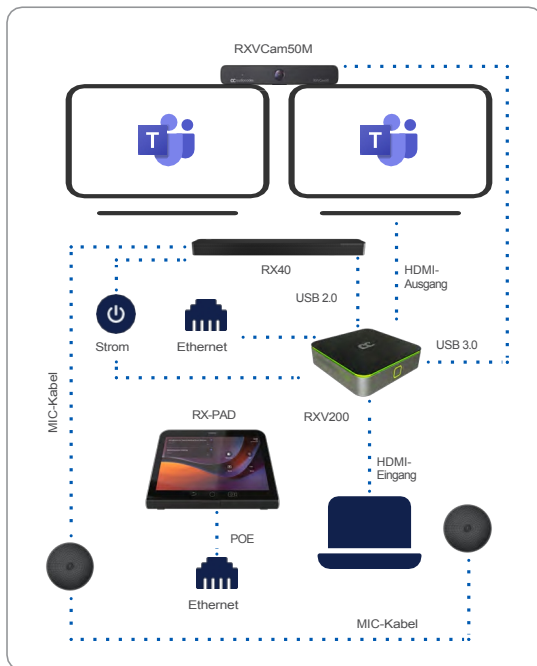 RXVCam50M
T
T
RX40
HDMI-
Ausgang
USB 2.0
Strom
Ethernet
USB 3.0
MIC-Kabel
RX-PAD
RXV200
HDMI-
Eingang
POE
Ethernet
MIC-Kabel